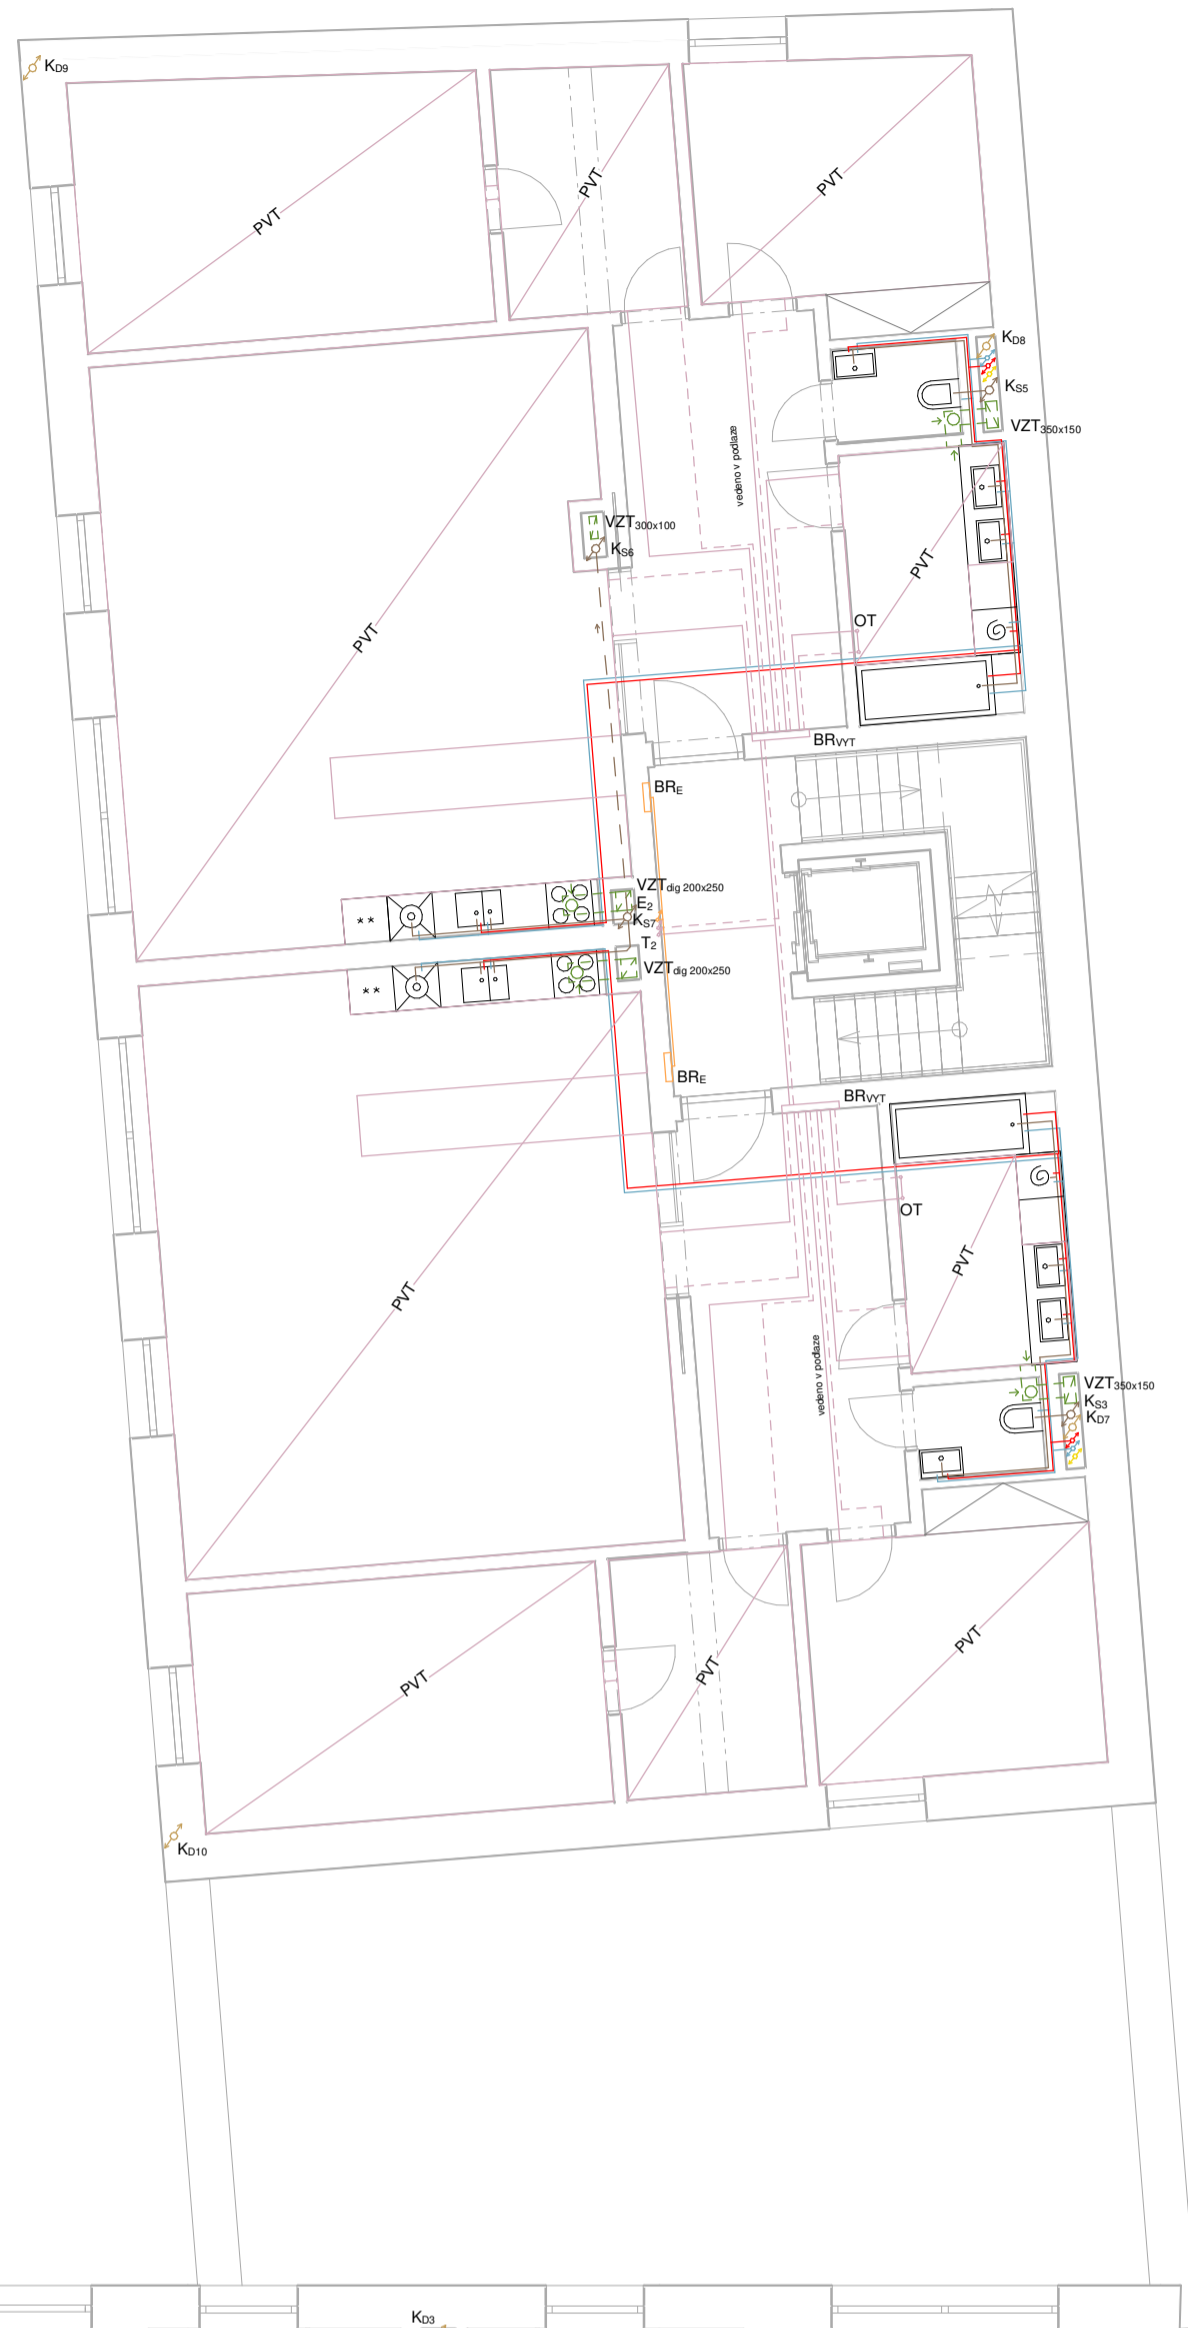 KD9
PVT
PVT
PVT
KD8
KS5
VZT350x150
vedeno v podlaze
VZT300x100
KS6
PVT
PVT
OT
BRVYT
BRE
VZTdig 200x250
E2
KS7
**
T2
VZTdig 200x250
**
BRE
BRVYT
OT
PVT
PVT
vedeno v podlaze
VZT350x150
KS3
KD7
PVT
PVT
PVT
KD10
KD3